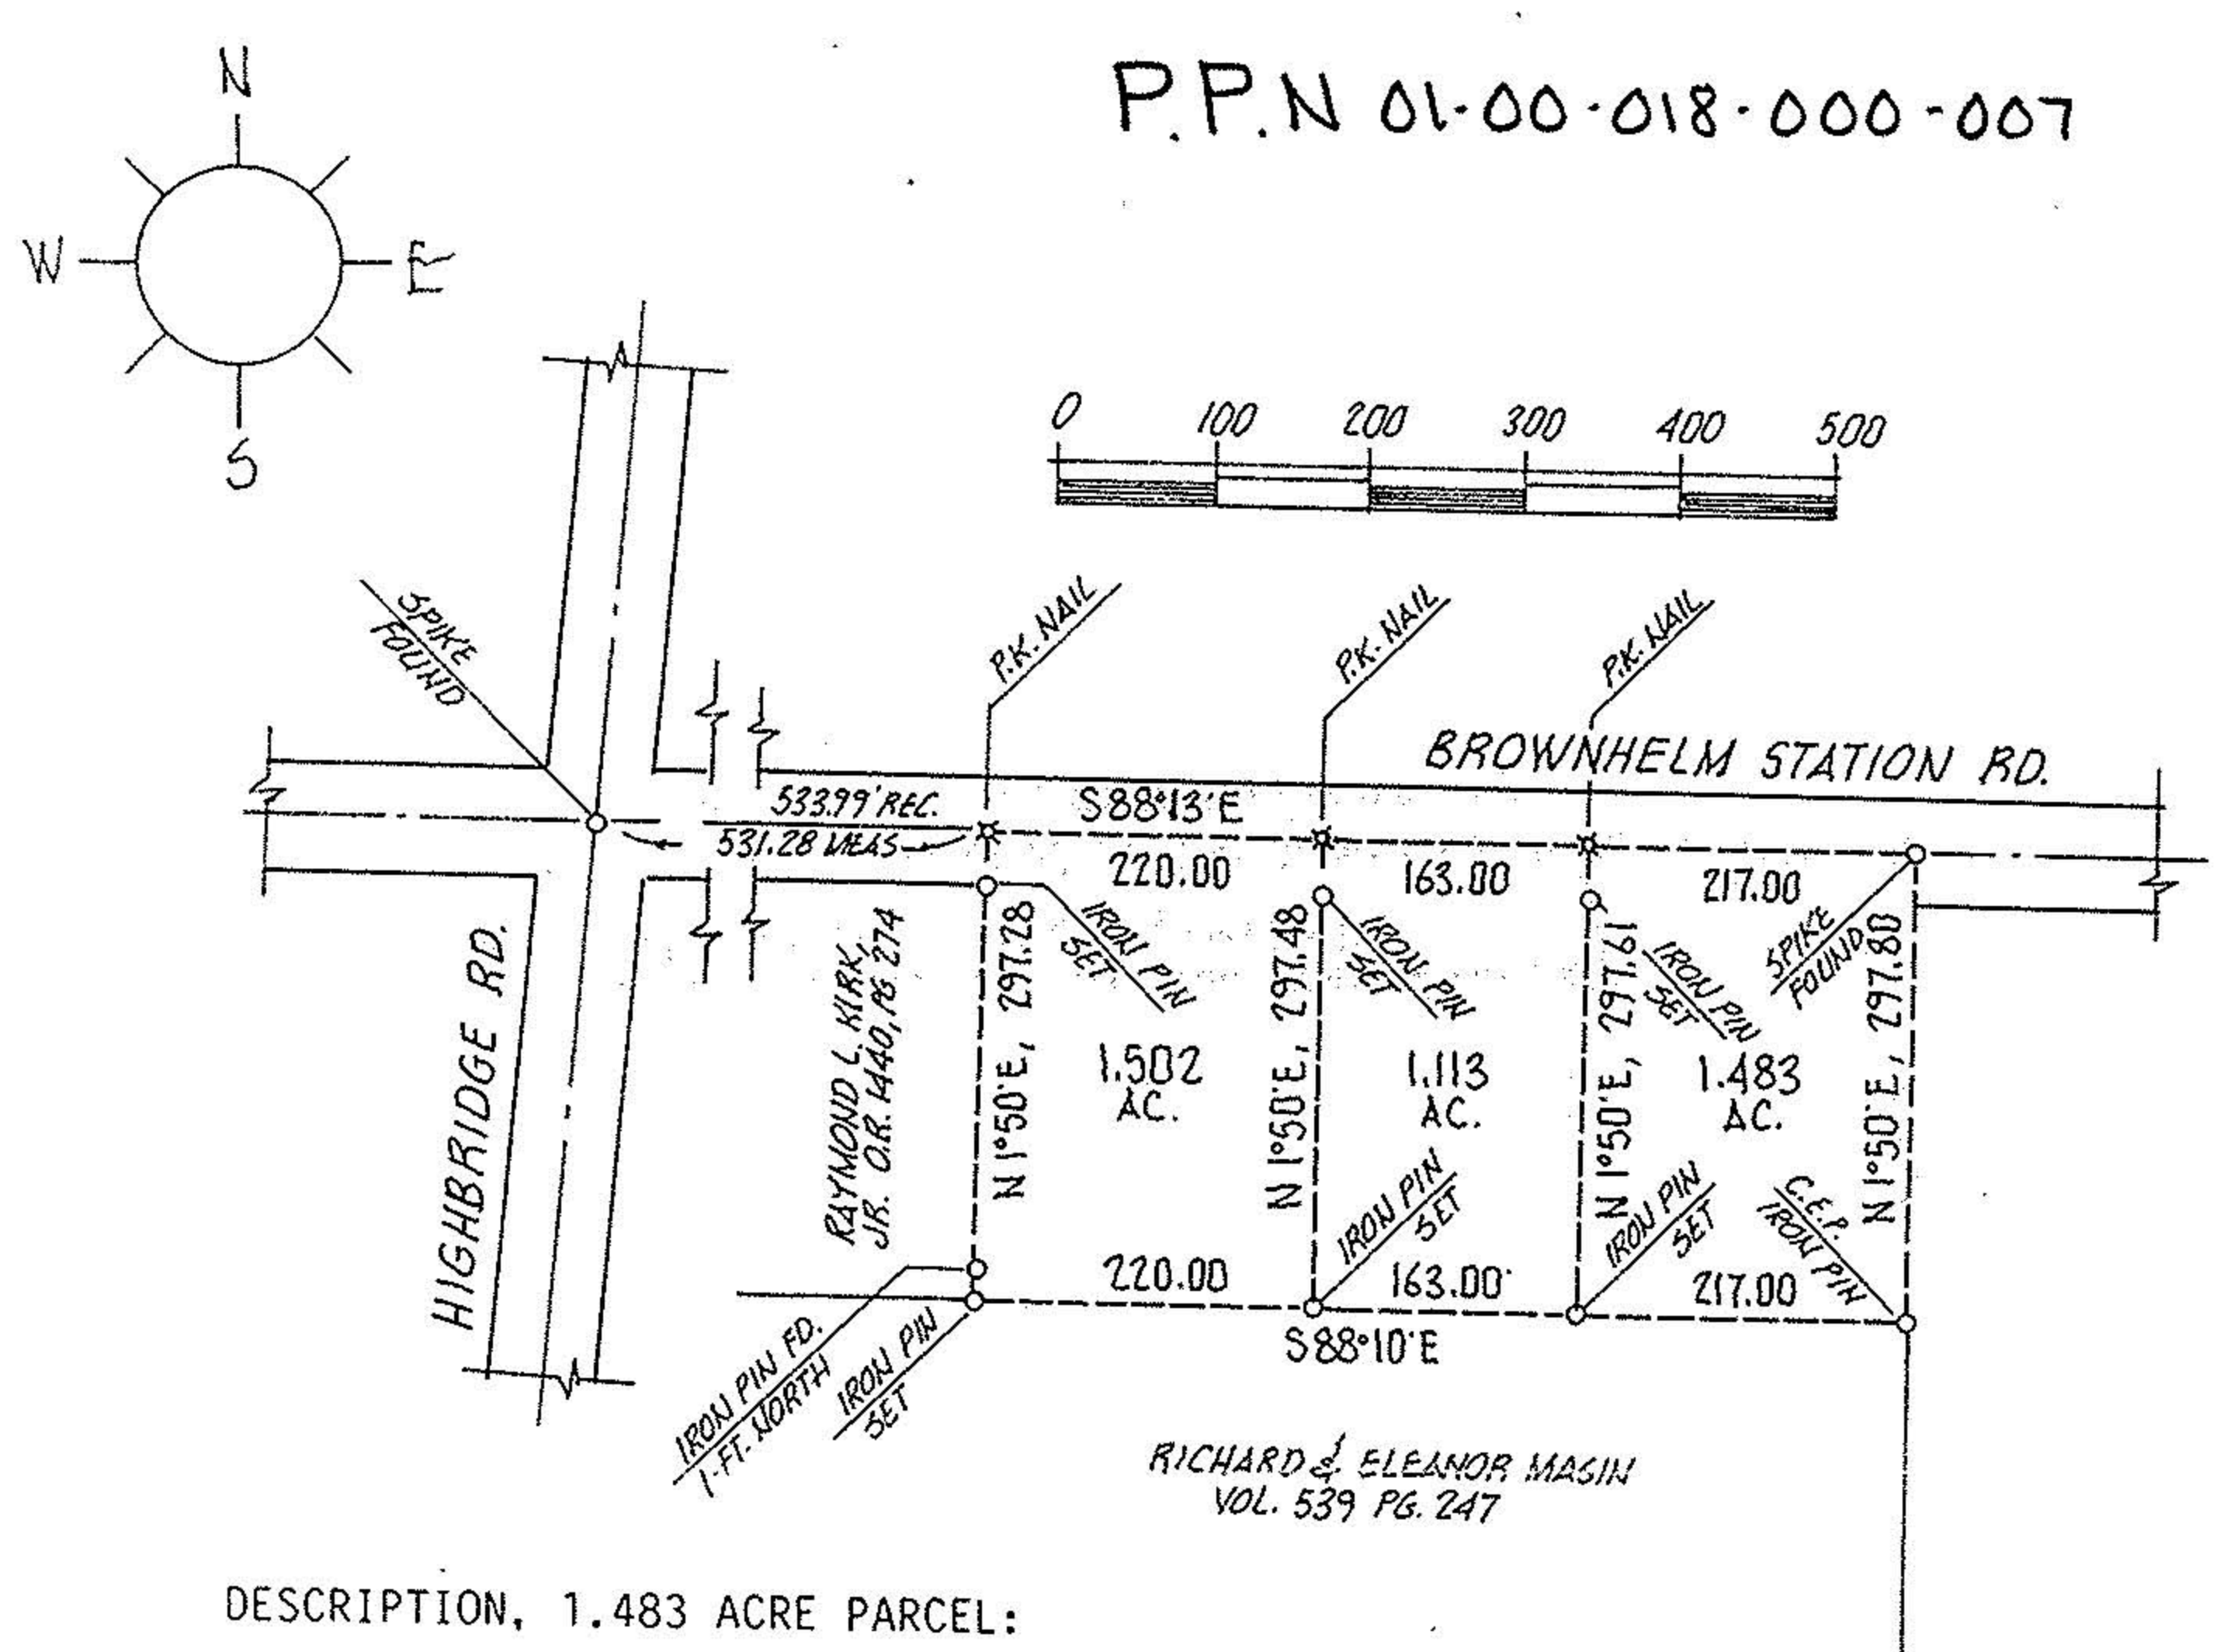 P.P.N 01-00-018-000-007
N
W
E
S
0 100 200 300 400 500
SPIKE
FOUND
P.K. NAIL
P.K. NAIL
P.K. NAIL
BROWNHELM STATION RD.
533.99' REC.
531.28 MEAS
S88°13'E
220.00
163.00
217.00
HIGHBRIDGE RD.
RAYMOND L. KIRK,
JR. O.R. 1440, PG 274
N 1°50'E, 297.28
IRON PIN
SET
1.502
AC.
N 1°50'E, 297.48
IRON PIN
SET
1.113
AC.
N 1°50'E, 297.61
IRON PIN
SET
1.483
AC.
SPIKE
FOUND
N 1°50'E, 297.80
IRON PIN
SET
IRON PIN
SET
C.E.P.
IRON PIN
220.00
163.00
217.00
S88°10'E
IRON PIN FD.
1-FT. NORTH
IRON PIN
SET
RICHARD & ELEANOR MASIN
VOL. 539 PG. 247
DESCRIPTION, 1.483 ACRE PARCEL: